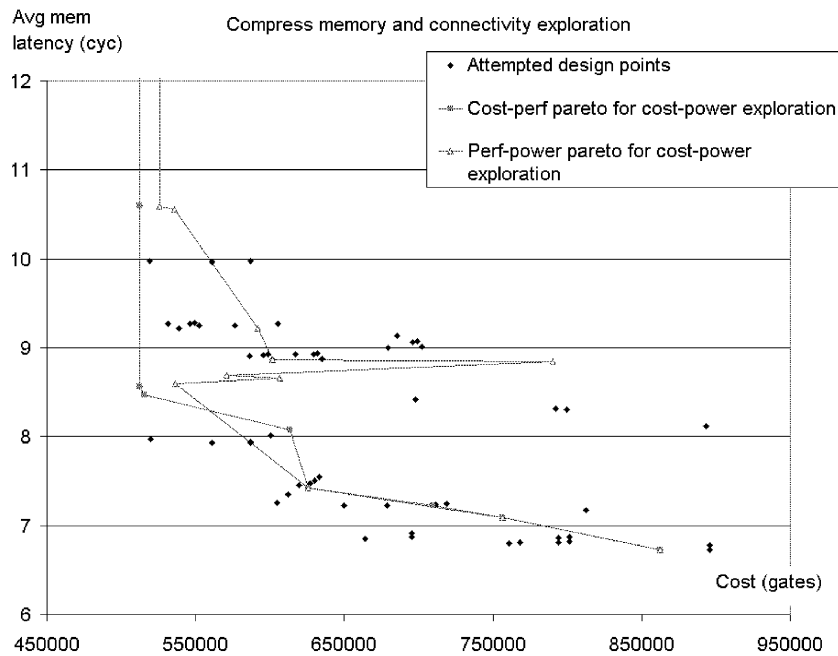 Avg mem
latency (cyc)
Compress memory and connectivity exploration
Attempted design points
Cost-perf pareto for cost-power exploration
Perf-power pareto for cost-power
exploration
12
11
10
9
8
7
6
Cost (gates)
450000 550000 650000 750000 850000 950000